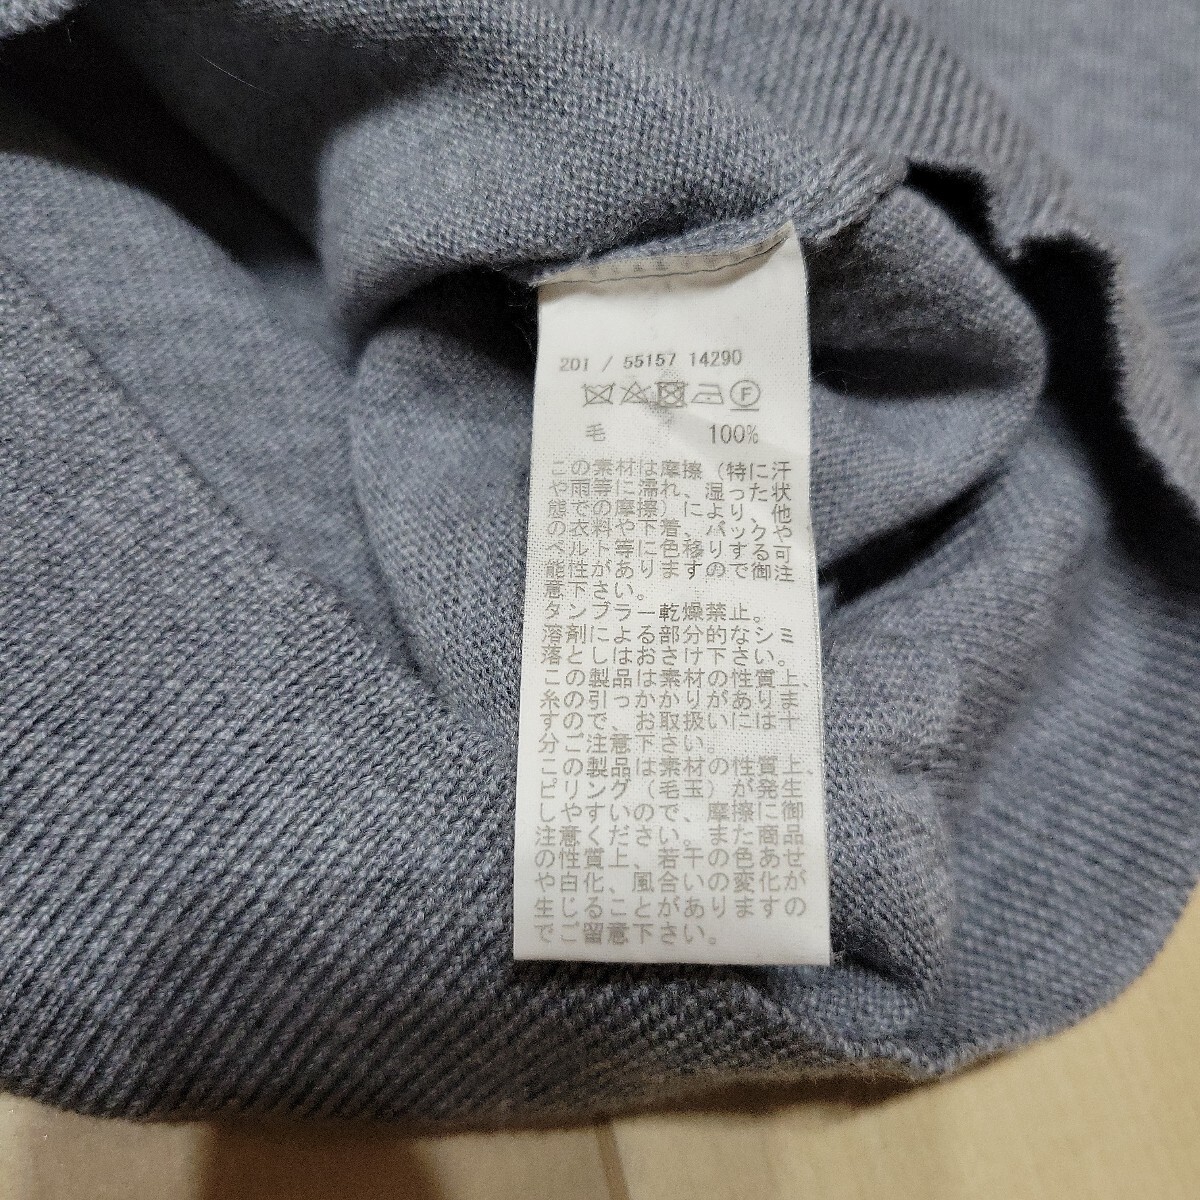 201 / 55157 14290
F
毛 100%
この素材は摩擦（特に汗
や雨等に濡れ、湿った状
態での摩擦）により、他
の衣料や下着、バックや
ベルト等に色移りする可
能性がありますので御注
意下さい。
タンブラー乾燥禁止。
溶剤による部分的なシミ
落としはおさけ下さい。
この製品は素材の性質上、
糸の引っかかりがありま
すので、お取扱いには十
分ご注意下さい。
この製品は素材の性質上、
ピリング（毛玉）が発生
しやすいので、摩擦に御
注意ください。また商品
の性質上、若干の色あせ
や白化、風合いの変化が
生じることがありますの
でご留意下さい。